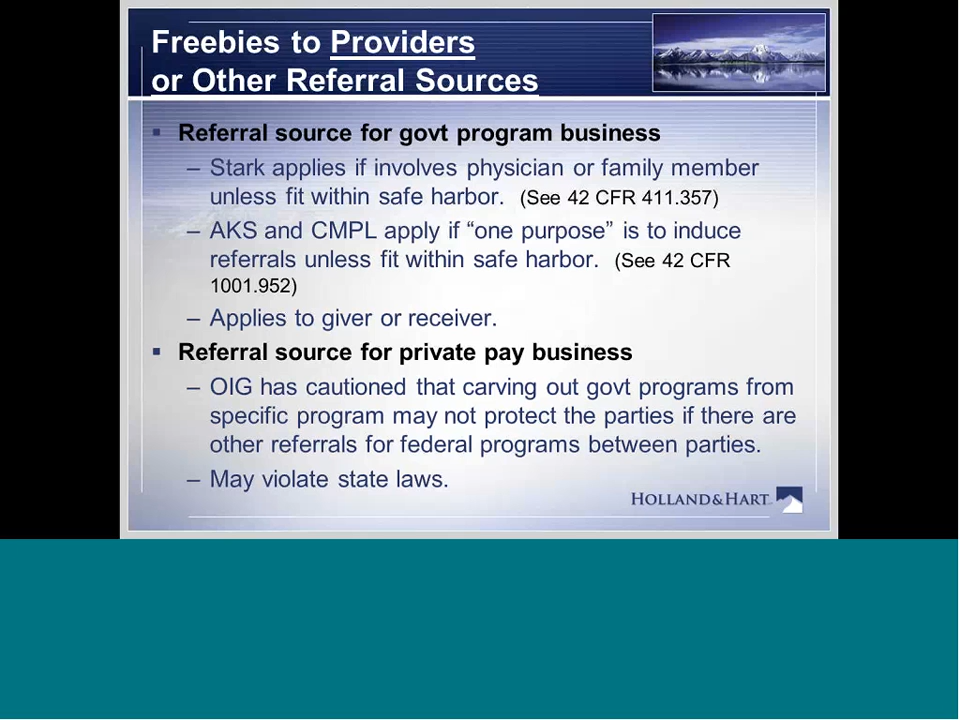 Freebies to Providers
or Other Referral Sources
▪ Referral source for govt program business
– Stark applies if involves physician or family member
unless fit within safe harbor. (See 42 CFR 411.357)
– AKS and CMPL apply if “one purpose” is to induce
referrals unless fit within safe harbor. (See 42 CFR
1001.952)
– Applies to giver or receiver.
▪ Referral source for private pay business
– OIG has cautioned that carving out govt programs from
specific program may not protect the parties if there are
other referrals for federal programs between parties.
– May violate state laws.
HOLLAND&HART